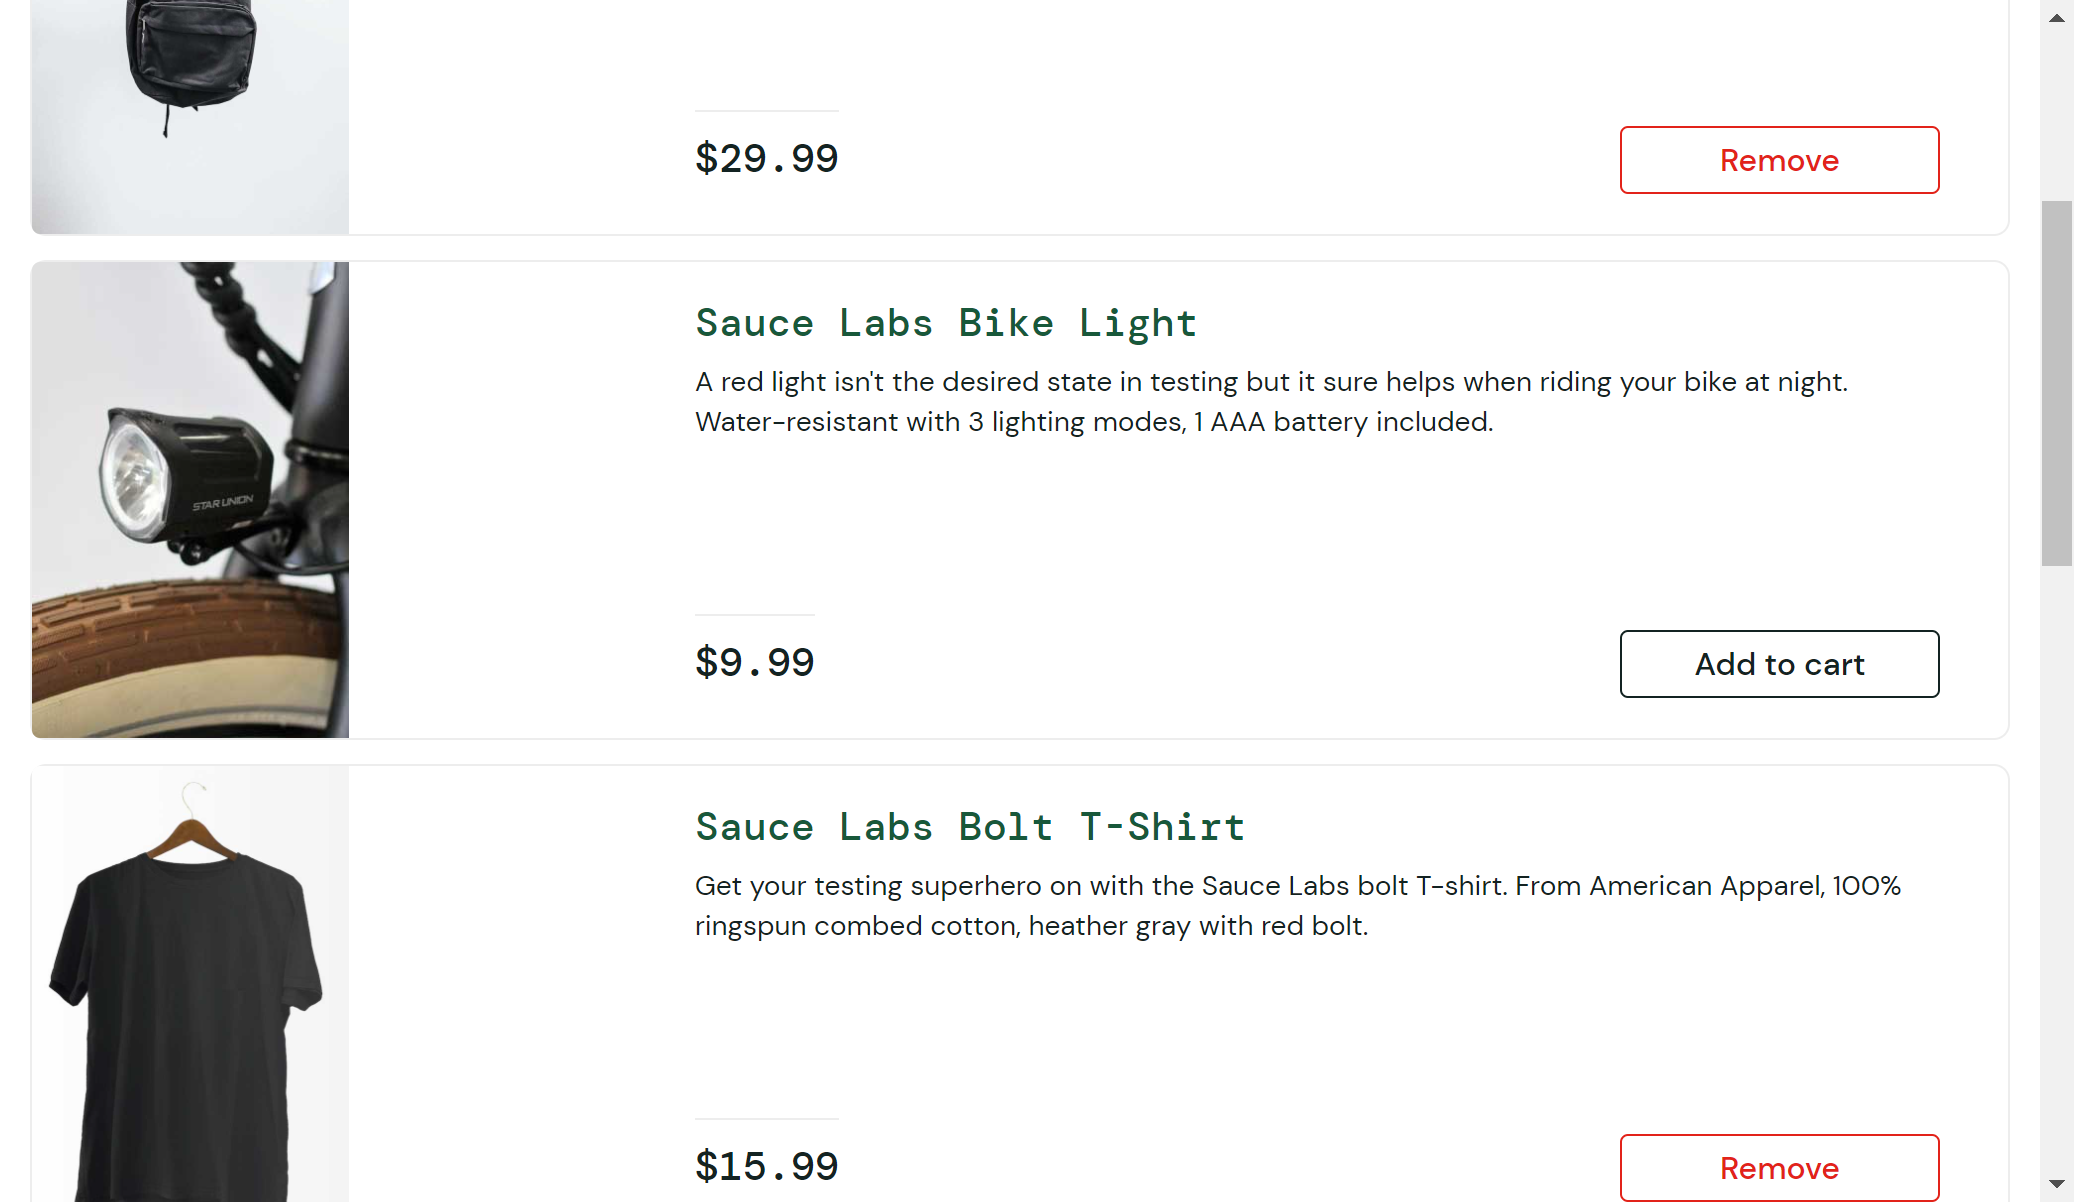 $29.99
Remove
Sauce Labs Bike Light
A red light isn't the desired state in testing but it sure helps when riding your bike at night.
Water-resistant with 3 lighting modes, 1 AAA battery included.
STAR UNION
$9.99
Add to cart
Sauce Labs Bolt T-Shirt
Get your testing superhero on with the Sauce Labs bolt T-shirt. From American Apparel, 100%
ringspun combed cotton, heather gray with red bolt.
$15.99
Remove